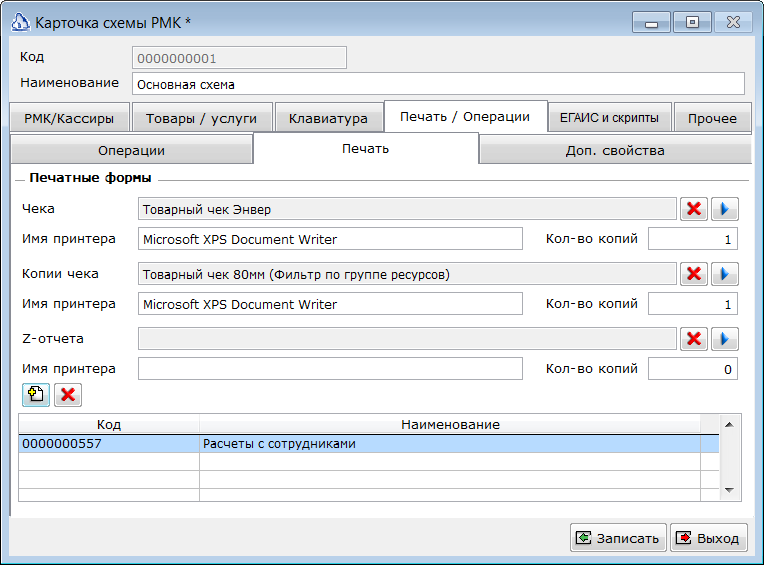 Карточка схемы РМК *
Код 0000000001
Наименование Основная схема
РМК/Кассиры Товары / услуги Клавиатура Печать / Операции ЕГАИС и скрипты Прочее
Операции Печать Доп. свойства
Печатные формы
Чека Товарный чек Энвер
Имя принтера Microsoft XPS Document Writer Кол-во копий 1
Копии чека Товарный чек 80мм (Фильтр по группе ресурсов)
Имя принтера Microsoft XPS Document Writer Кол-во копий 1
Z-отчета
Имя принтера Кол-во копий 0
Код Наименование
0000000557 Расчеты с сотрудниками
Записать Выход